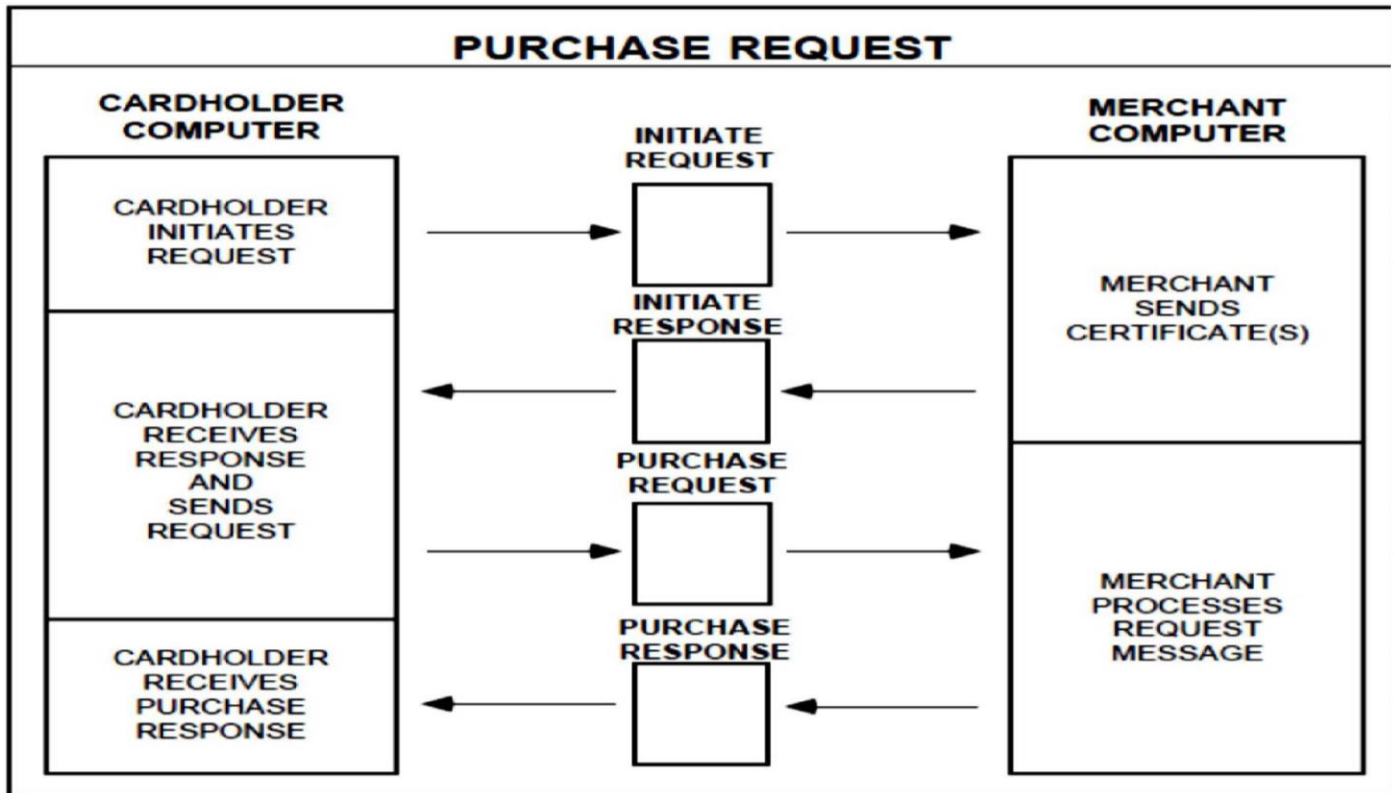 PURCHASE REQUEST
CARDHOLDER
COMPUTER
CARDHOLDER
INITIATES
REQUEST
CARDHOLDER
RECEIVES
RESPONSE
AND
SENDS
REQUEST
CARDHOLDER
RECEIVES
PURCHASE
RESPONSE
INITIATE
REQUEST
INITIATE
RESPONSE
PURCHASE
REQUEST
PURCHASE
RESPONSE
MERCHANT
COMPUTER
MERCHANT
SENDS
CERTIFICATE(S)
MERCHANT
PROCESSES
REQUEST
MESSAGE